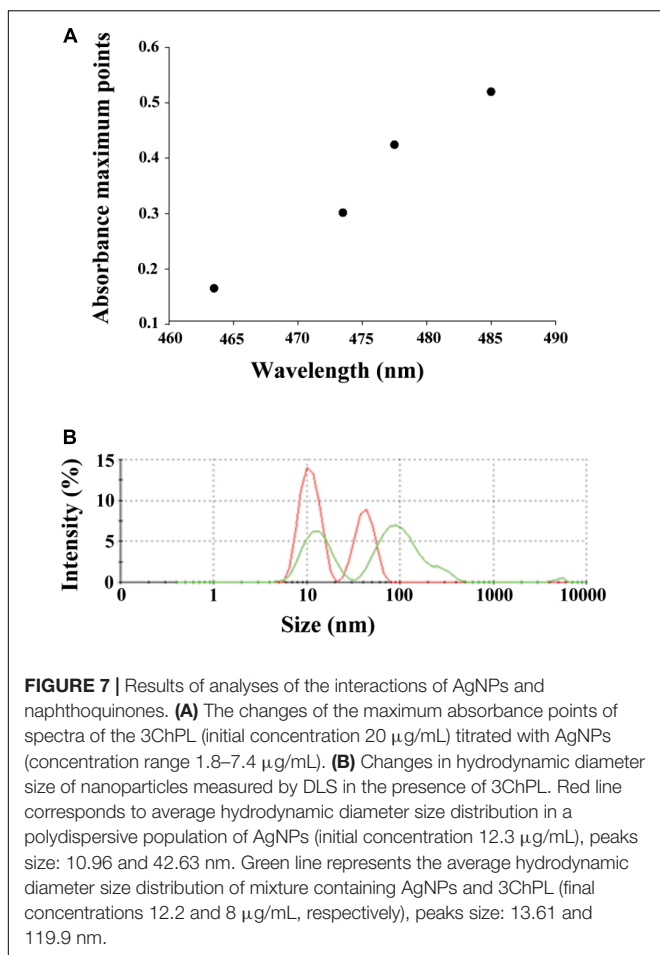 A
Absorbance maximum points
0.6
0.5
0.4
0.3
0.2
0.1
460 465 470 475 480 485 490
Wavelength (nm)
B
Intensity (%)
15
10
5
0
0 1 10 100 1000 10000
Size (nm)
FIGURE 7 | Results of analyses of the interactions of AgNPs and
naphthoquinones. (A) The changes of the maximum absorbance points of
spectra of the 3ChPL (initial concentration 20 μg/mL) titrated with AgNPs
(concentration range 1.8–7.4 μg/mL). (B) Changes in hydrodynamic diameter
size of nanoparticles measured by DLS in the presence of 3ChPL. Red line
corresponds to average hydrodynamic diameter size distribution in a
polydispersive population of AgNPs (initial concentration 12.3 μg/mL), peaks
size: 10.96 and 42.63 nm. Green line represents the average hydrodynamic
diameter size distribution of mixture containing AgNPs and 3ChPL (final
concentrations 12.2 and 8 μg/mL, respectively), peaks size: 13.61 and
119.9 nm.